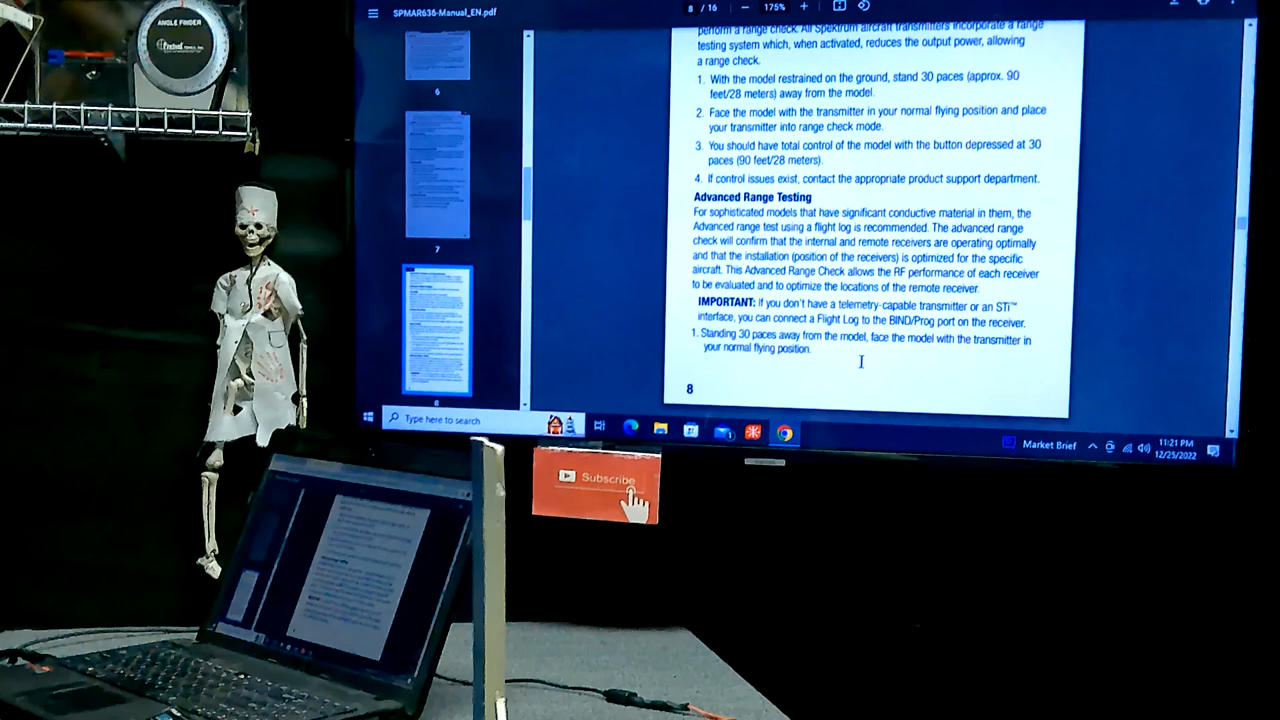 ANGLE FINDER
SPMAR636-Manual_EN.pdf
8 / 16
175%
6
7
8
perform a range check. All Spektrum aircraft transmitters incorporate a range
testing system which, when activated, reduces the output power, allowing
a range check.
1. With the model restrained on the ground, stand 30 paces (approx. 90
feet/28 meters) away from the model.
2. Face the model with the transmitter in your normal flying position and place
your transmitter into range check mode.
3. You should have total control of the model with the button depressed at 30
paces (90 feet/28 meters).
4. If control issues exist, contact the appropriate product support department.
Advanced Range Testing
For sophisticated models that have significant conductive material in them, the
Advanced range test using a flight log is recommended. The advanced range
check will confirm that the internal and remote receivers are operating optimally
and that the installation (position of the receivers) is optimized for the specific
aircraft. This Advanced Range Check allows the RF performance of each receiver
to be evaluated and to optimize the locations of the remote receiver.
IMPORTANT: If you don't have a telemetry-capable transmitter or an STi™
interface, you can connect a Flight Log to the BIND/Prog port on the receiver.
1. Standing 30 paces away from the model, face the model with the transmitter in
your normal flying position.
8
Type here to search
Market Brief
11:21 PM
12/25/2022
Subscribe